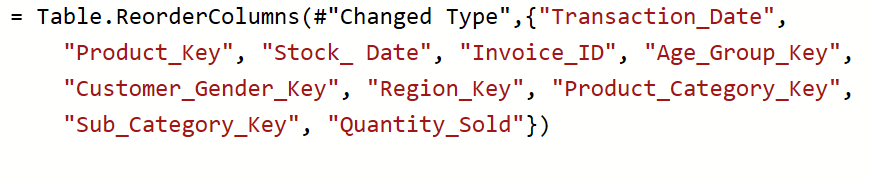 = Table.ReorderColumns(#"Changed Type",{"Transaction_Date",
"Product_Key", "Stock_ Date", "Invoice_ID", "Age_Group_Key",
"Customer_Gender_Key", "Region_Key", "Product_Category_Key",
"Sub_Category_Key", "Quantity_Sold"})